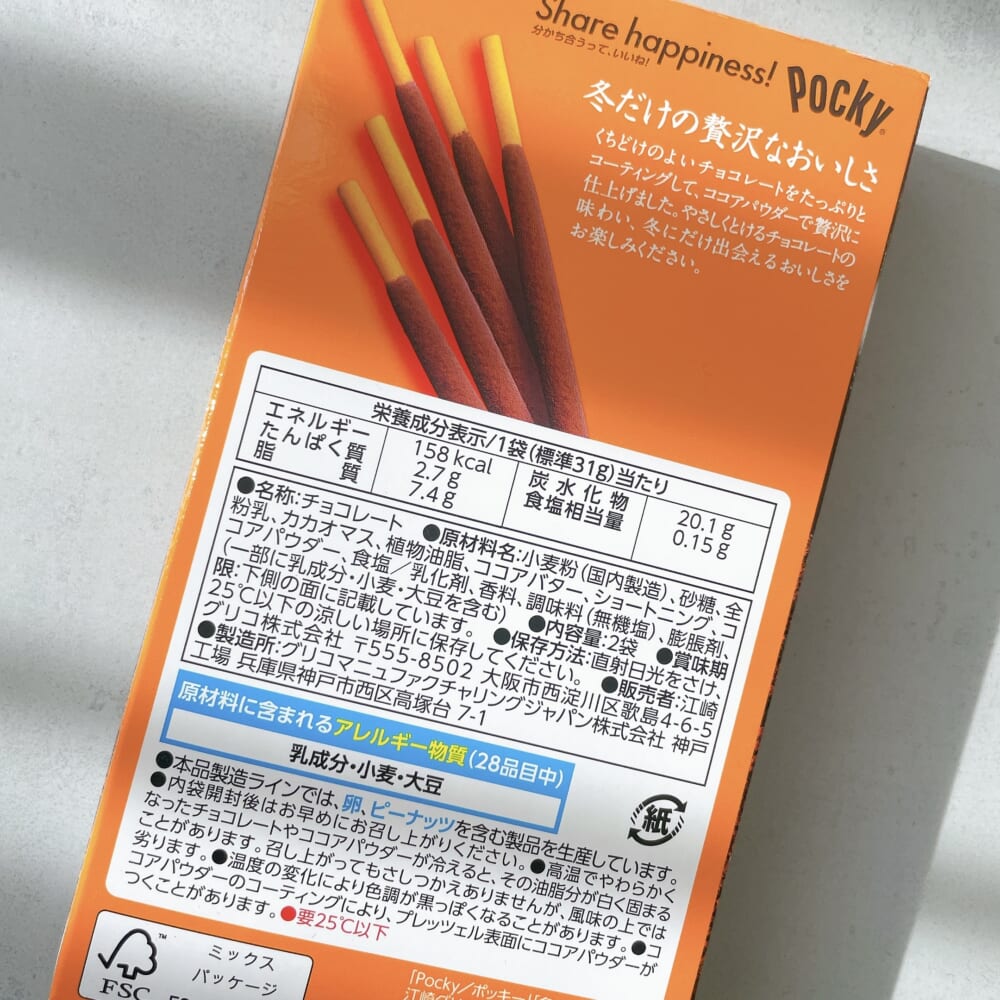 Share happiness!
分かち合うって、いいね!
Pocky
冬だけの贅沢なおいしさ
くちどけのよいチョコレートをたっぷりと
コーティングして、ココアパウダーで贅沢に
仕上げました。やさしくとけるチョコレートの
味わい、冬にだけ出会えるおいしさを
お楽しみください。
栄養成分表示/1袋(標準31g)当たり
エネルギー 158 kcal 炭水化物 20.1 g
たんぱく質 2.7 g 食塩相当量 0.15 g
脂質 7.4 g
●名称:チョコレート ●原材料名:小麦粉(国内製造)、砂糖、全
粉乳、カカオマス、植物油脂、ココアバター、ショートニング、コ
コアパウダー、食塩/乳化剤、香料、調味料(無機塩)、膨脹剤、
(一部に乳成分・小麦・大豆を含む) ●内容量:2袋 ●賞味期
限:下側の面に記載しています。 ●保存方法:直射日光をさけ、
25℃以下の涼しい場所に保存してください。 ●販売者:江崎
グリコ株式会社 〒555-8502 大阪市西淀川区歌島4-6-5
●製造所:グリコマニュファクチャリングジャパン株式会社 神戸
工場 兵庫県神戸市西区高塚台 7-1
原材料に含まれるアレルギー物質(28品目中)
乳成分・小麦・大豆
紙
●本品製造ラインでは、卵、ピーナッツを含む製品を生産しています。
●内袋開封後はお早めにお召し上がりください。●高温でやわらかく
なったチョコレートやココアパウダーが冷えると、その油脂分が白く固まる
ことがあります。召し上がってもさしつかえありませんが、風味の上では
劣ります。●温度の変化により色調が黒っぽくなることがあります。●コ
コアパウダーのコーティングにより、プレッツェル表面にココアパウダーが
つくことがあります。●要25℃以下
FSC
ミックス
パッケージ